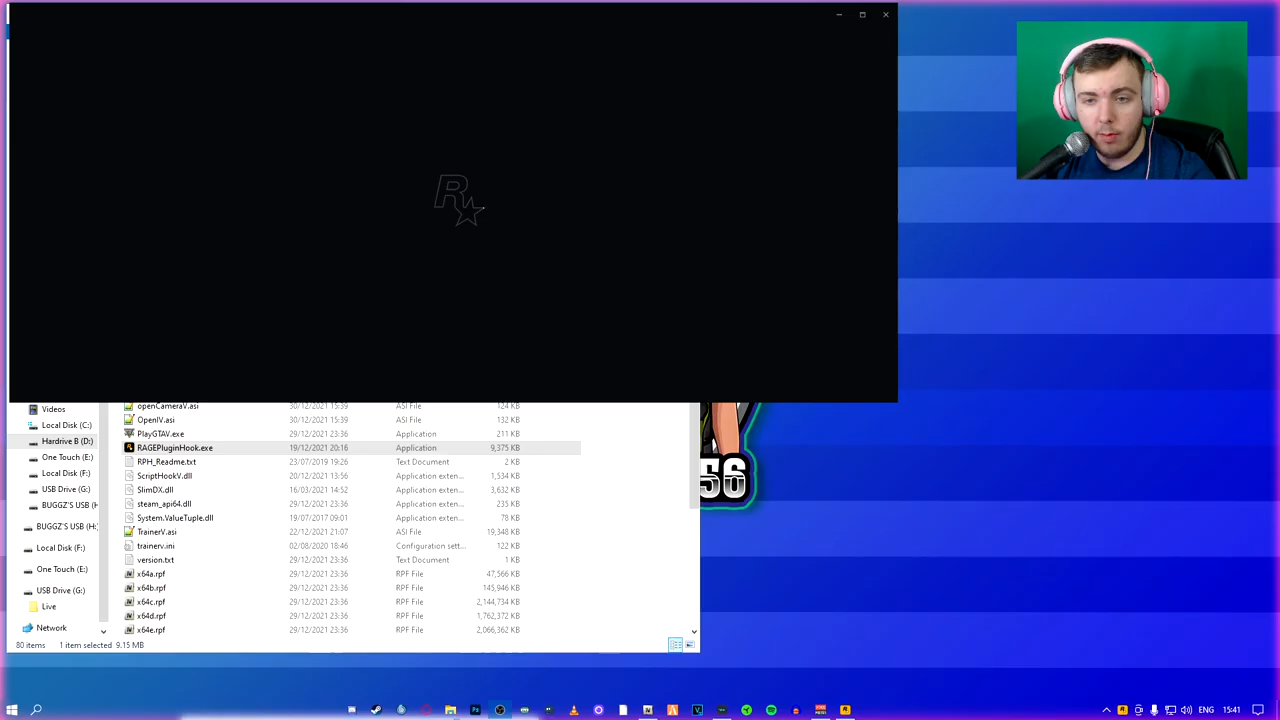 R
openCameraV.asi 30/12/2021 15:39 ASI File 124 KB
OpenIV.asi 30/12/2021 15:39 ASI File 132 KB
PlayGTAV.exe 29/12/2021 23:36 Application 211 KB
RAGEPluginHook.exe 19/12/2021 20:16 Application 9,375 KB
RPH_Readme.txt 23/07/2019 19:26 Text Document 2 KB
ScriptHookV.dll 20/12/2021 13:56 Application exten... 1,534 KB
SlimDX.dll 16/03/2021 14:52 Application exten... 3,632 KB
steam_api64.dll 29/12/2021 23:36 Application exten... 235 KB
System.ValueTuple.dll 19/07/2017 09:01 Application exten... 78 KB
TrainerV.asi 22/12/2021 21:07 ASI File 19,348 KB
trainerv.ini 02/08/2020 18:46 Configuration sett... 122 KB
version.txt 29/12/2021 23:36 Text Document 1 KB
x64a.rpf 29/12/2021 23:36 RPF File 47,566 KB
x64b.rpf 29/12/2021 23:36 RPF File 145,946 KB
x64c.rpf 29/12/2021 23:36 RPF File 2,144,734 KB
x64d.rpf 29/12/2021 23:36 RPF File 1,762,372 KB
x64e.rpf 29/12/2021 23:36 RPF File 2,066,362 KB
Videos
Local Disk (C:)
Hardrive B (D:)
One Touch (E:)
Local Disk (F:)
USB Drive (G:)
BUGGZ'S USB (H
BUGGZ'S USB (H:
Local Disk (F:)
One Touch (E:)
USB Drive (G:)
Live
Network
80 items 1 item selected 9.15 MB
56
ENG 15:41